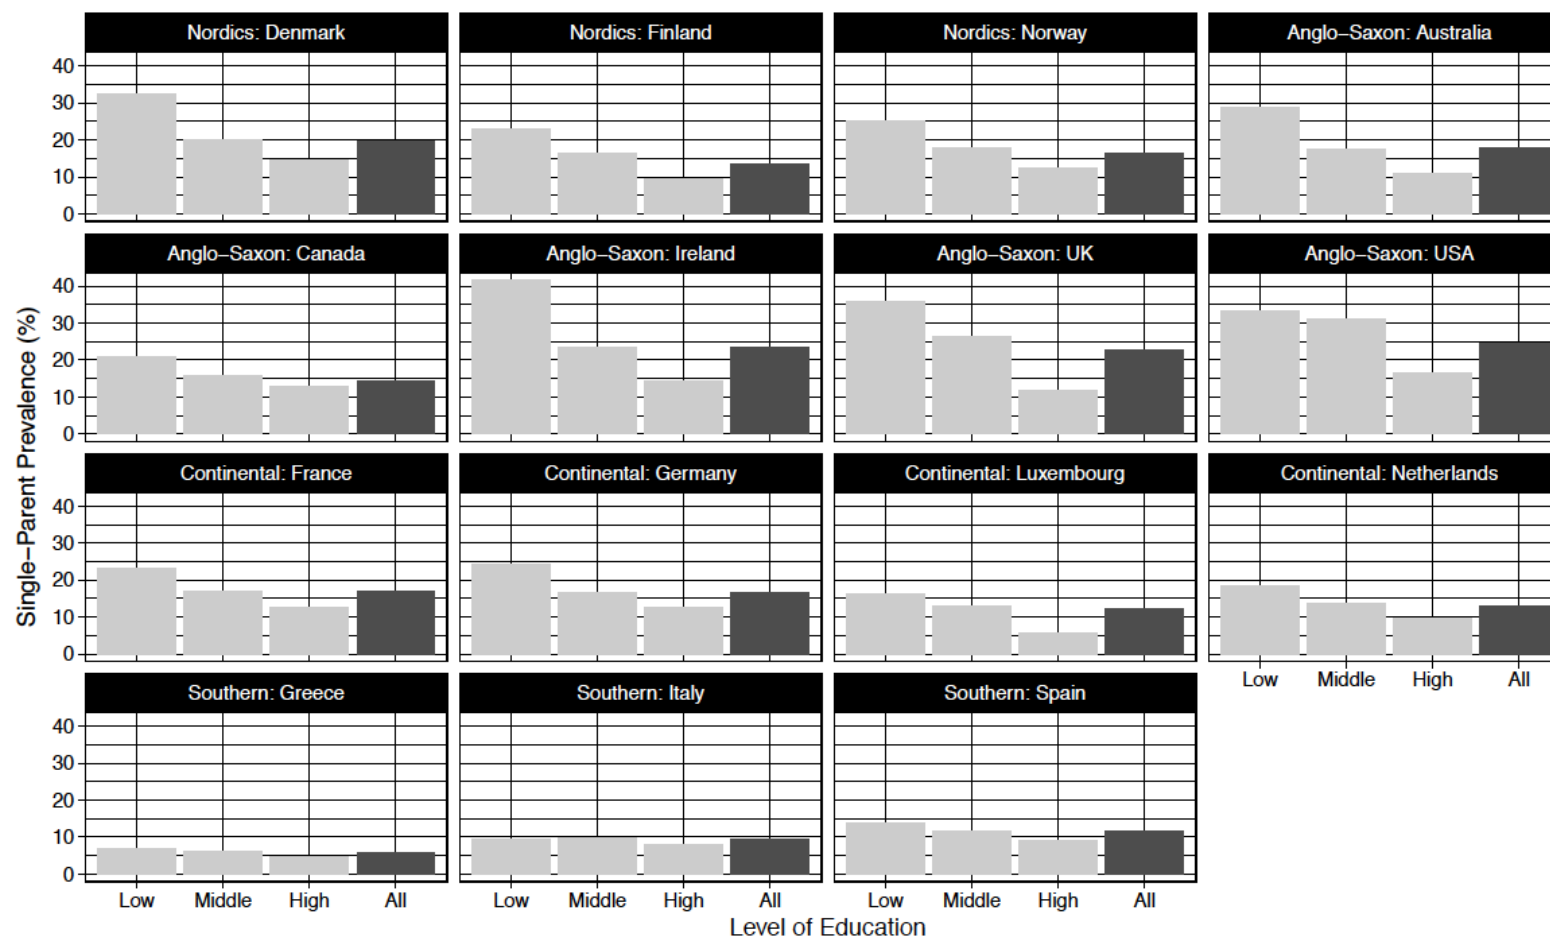 Nordics: Denmark
Nordics: Finland
Nordics: Norway
Anglo–Saxon: Australia
40
30
20
10
0
Anglo–Saxon: Canada
Anglo–Saxon: Ireland
Anglo–Saxon: UK
Anglo–Saxon: USA
40
30
20
10
0
Single–Parent Prevalence (%)
Continental: France
Continental: Germany
Continental: Luxembourg
Continental: Netherlands
40
30
20
10
0
Low Middle High All
Southern: Greece
Southern: Italy
Southern: Spain
40
30
20
10
0
Low Middle High All
Low Middle High All
Low Middle High All
Level of Education